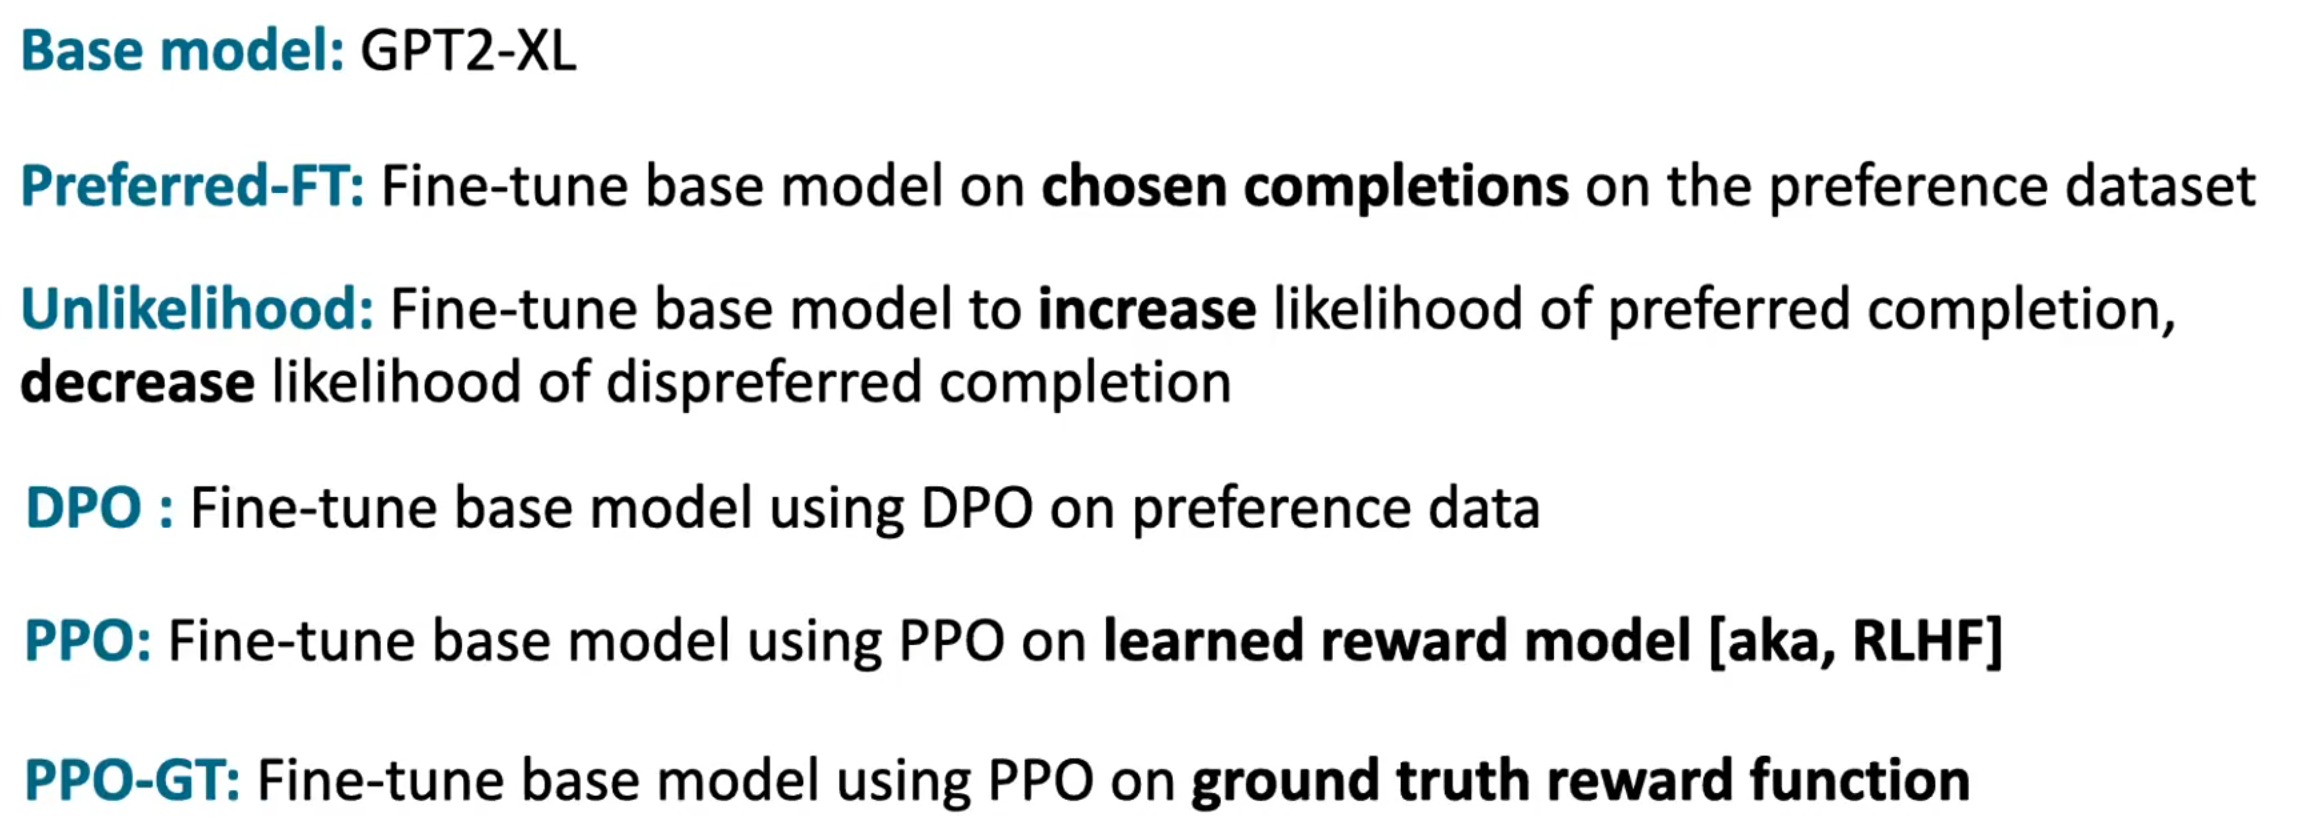 Base model: GPT2-XL
Preferred-FT: Fine-tune base model on chosen completions on the preference dataset
Unlikelihood: Fine-tune base model to increase likelihood of preferred completion,
decrease likelihood of dispreferred completion
DPO : Fine-tune base model using DPO on preference data
PPO: Fine-tune base model using PPO on learned reward model [aka, RLHF]
PPO-GT: Fine-tune base model using PPO on ground truth reward function